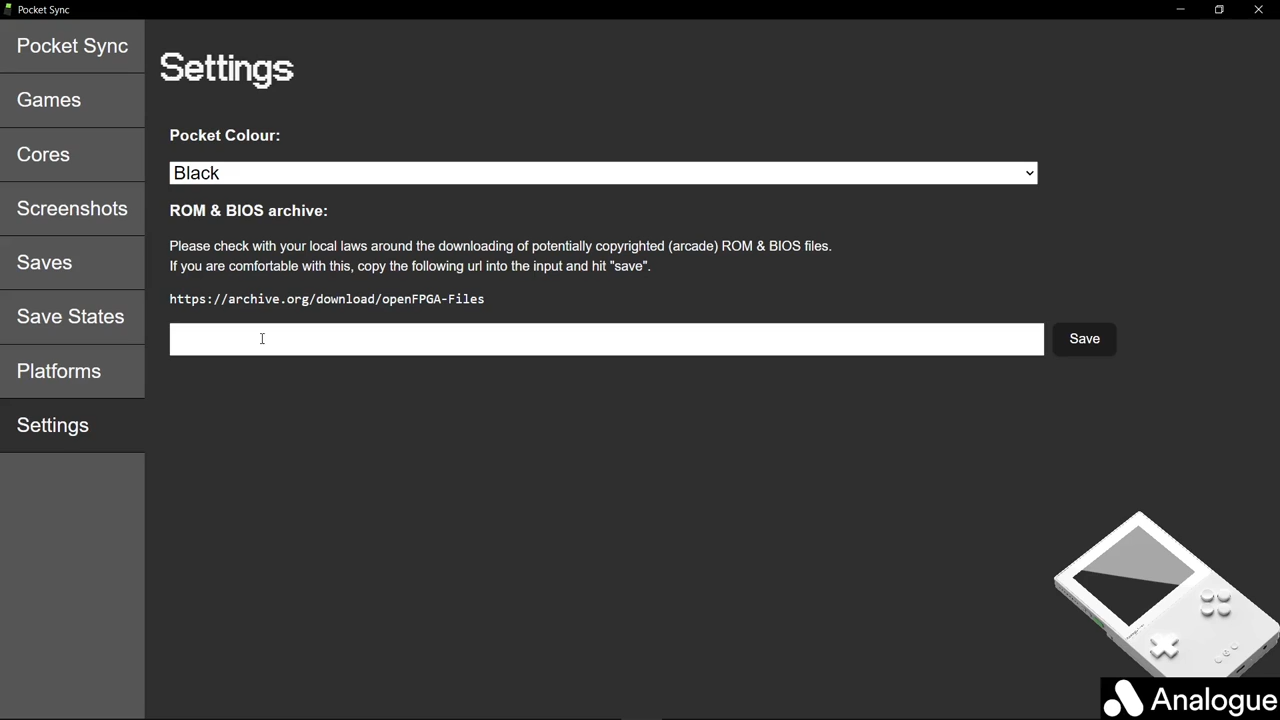 Pocket Sync
Pocket Sync
Games
Cores
Screenshots
Saves
Save States
Platforms
Settings
Settings
Pocket Colour:
Black
ROM & BIOS archive:
Please check with your local laws around the downloading of potentially copyrighted (arcade) ROM & BIOS files.
If you are comfortable with this, copy the following url into the input and hit "save".
https://archive.org/download/openFPGA-Files
Save
Analogue